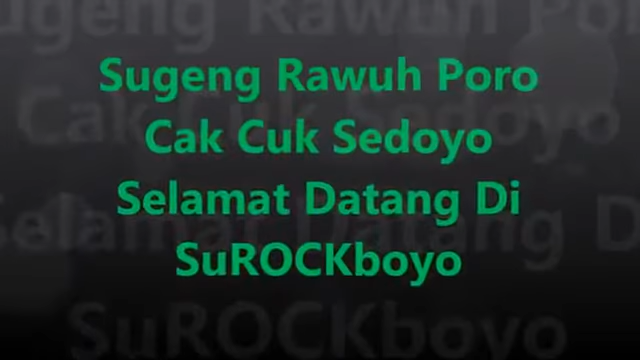 Sugeng Rawuh Poro
Cak Cuk Sedoyo
Selamat Datang Di
SuROCKboyo